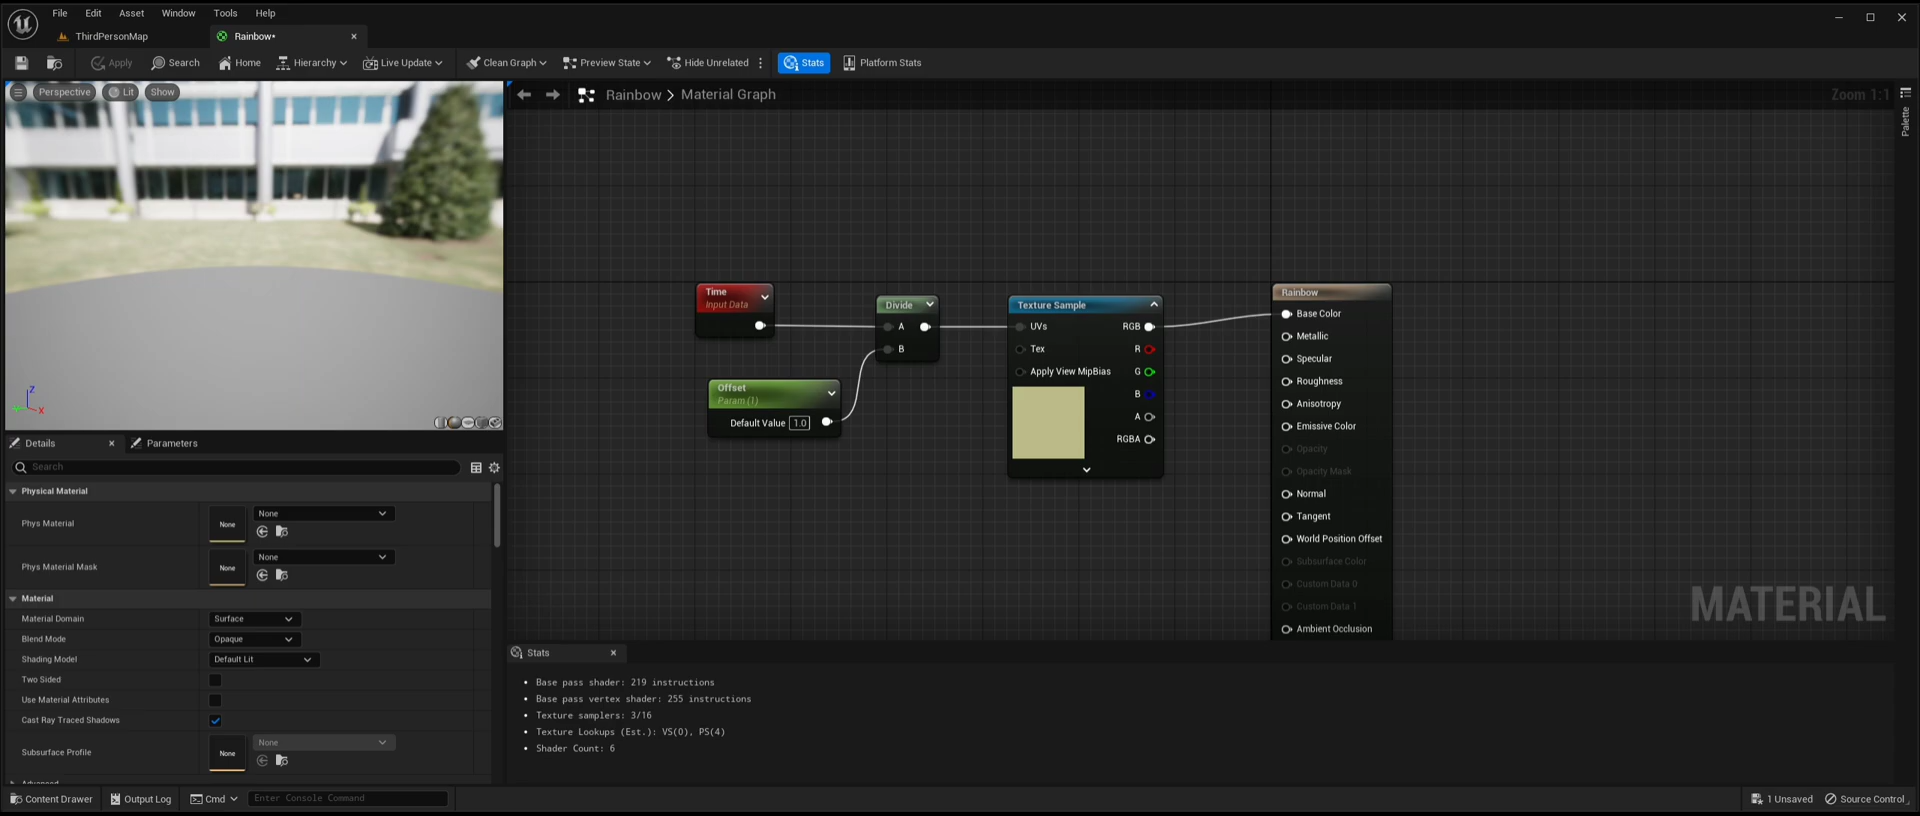 File Edit Asset Window Tools Help
ThirdPersonMap Rainbow•
Apply Search Home Hierarchy Live Update Clean Graph Preview State Hide Unrelated Stats Platform Stats
Perspective Lit Show
Rainbow > Material Graph
Zoom 1:1
Palette
Time
Input Data
Divide
A
B
Offset
Param (1)
Default Value 1.0
Texture Sample
UVs RGB
Tex R
Apply View MipBias G
B
A
RGBA
Rainbow
Base Color
Metallic
Specular
Roughness
Anisotropy
Emissive Color
Opacity
Opacity Mask
Normal
Tangent
World Position Offset
Subsurface Color
Custom Data 0
Custom Data 1
Ambient Occlusion
MATERIAL
Z
X
Details Parameters
Search
Physical Material
Phys Material None None
Phys Material Mask None None
Material
Material Domain Surface
Blend Mode Opaque
Shading Model Default Lit
Two Sided
Use Material Attributes
Cast Ray Traced Shadows
Subsurface Profile None None
Advanced
Stats
• Base pass shader: 219 instructions
• Base pass vertex shader: 255 instructions
• Texture samplers: 3/16
• Texture Lookups (Est.): VS(0), PS(4)
• Shader Count: 6
Content Drawer Output Log Cmd Enter Console Command 1 Unsaved Source Control